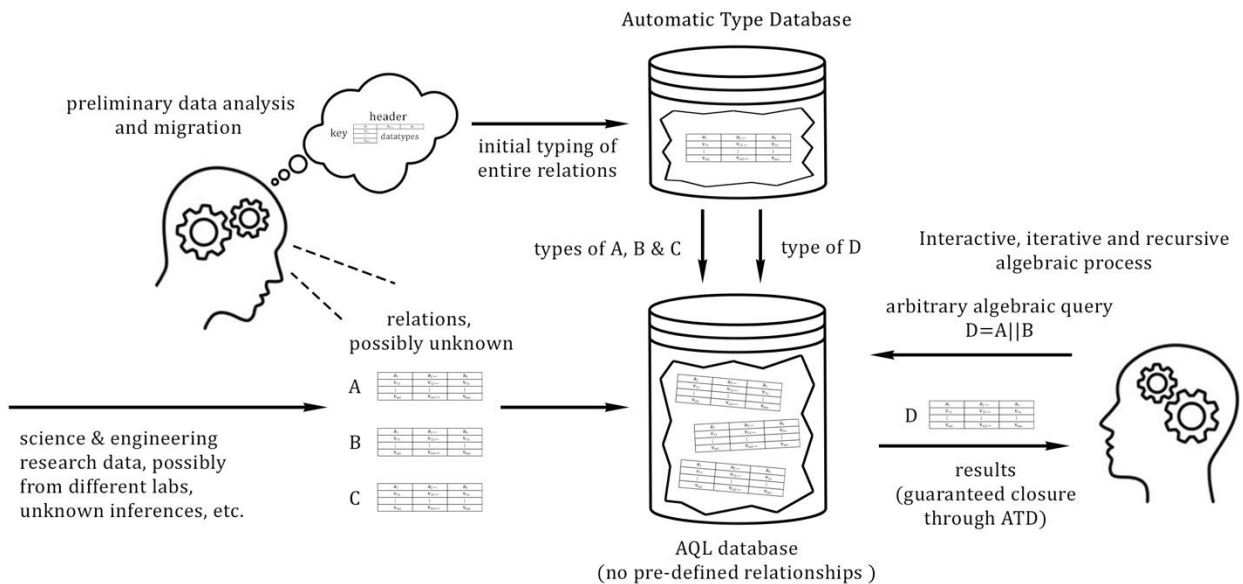 Automatic Type Database
preliminary data analysis
and migration
header
key
datatypes
initial typing of
entire relations
types of A, B & C
type of D
Interactive, iterative and recursive
algebraic process
arbitrary algebraic query
D=A||B
relations,
possibly unknown
A
B
C
science & engineering
research data, possibly
from different labs,
unknown inferences, etc.
D
results
(guaranteed closure
through ATD)
AQL database
(no pre-defined relationships )